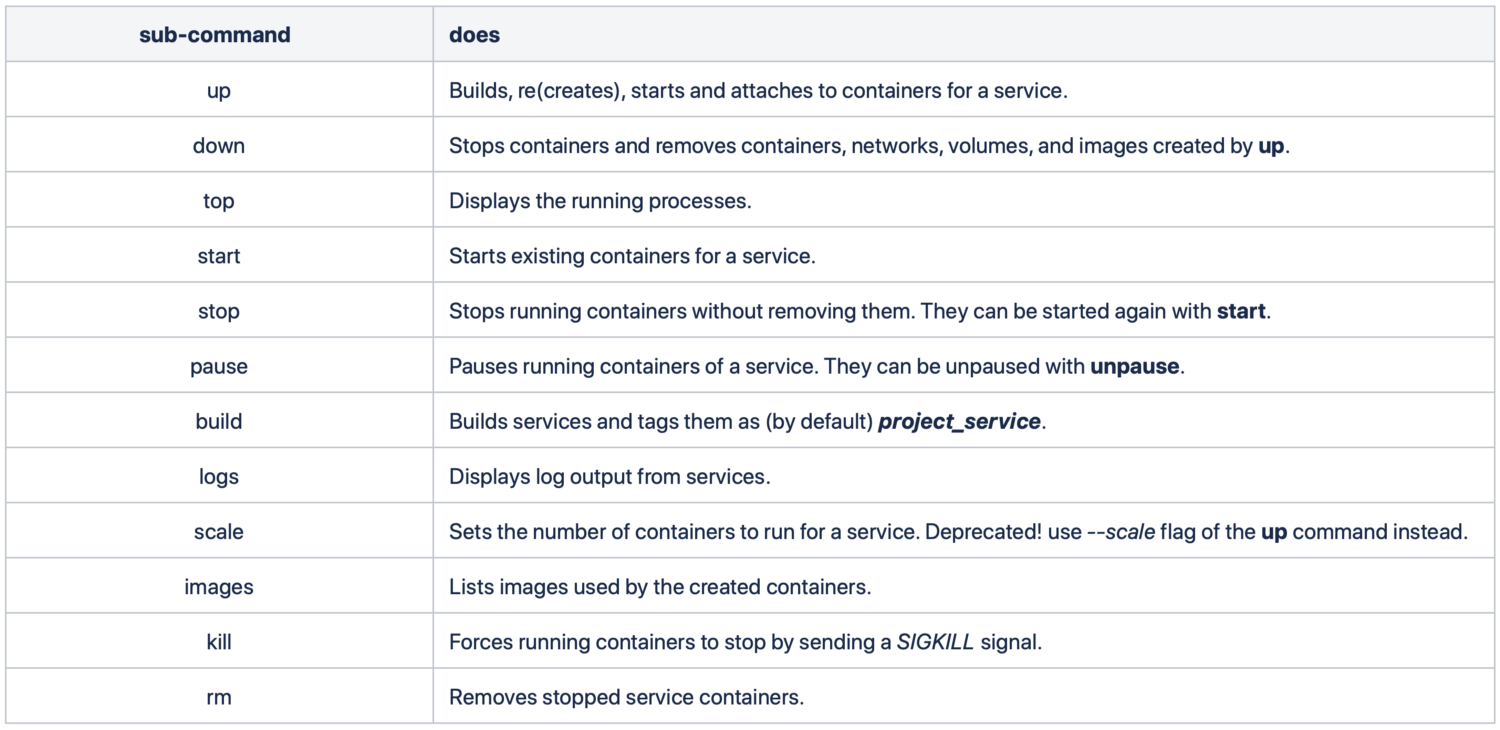 sub-command does
up Builds, re(creates), starts and attaches to containers for a service.
down Stops containers and removes containers, networks, volumes, and images created by up.
top Displays the running processes.
start Starts existing containers for a service.
stop Stops running containers without removing them. They can be started again with start.
pause Pauses running containers of a service. They can be unpaused with unpause.
build Builds services and tags them as (by default) project_service.
logs Displays log output from services.
scale Sets the number of containers to run for a service. Deprecated! use --scale flag of the up command instead.
images Lists images used by the created containers.
kill Forces running containers to stop by sending a SIGKILL signal.
rm Removes stopped service containers.